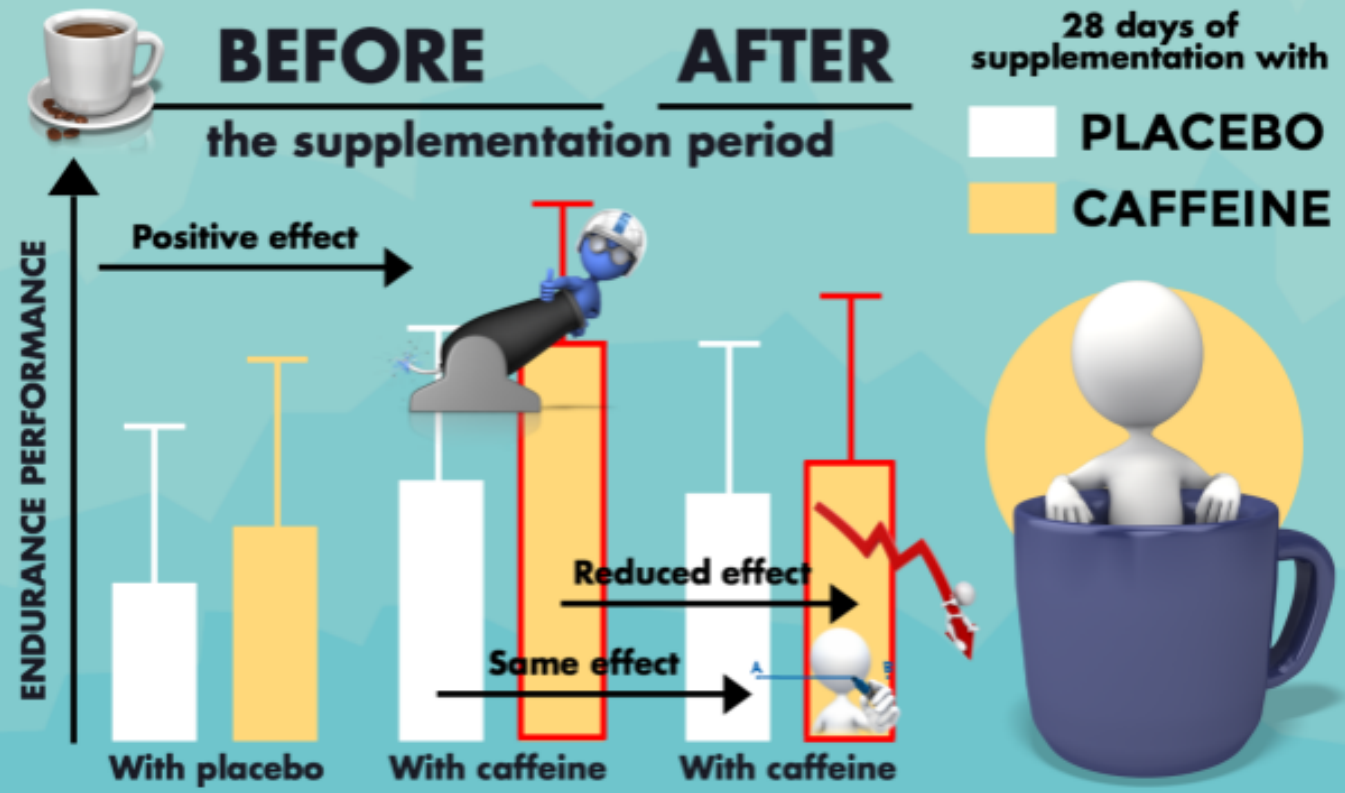 BEFORE AFTER
the supplementation period
28 days of
supplementation with
PLACEBO
CAFFEINE
ENDURANCE PERFORMANCE
Positive effect
Reduced effect
Same effect
A
B
With placebo
With caffeine
With caffeine